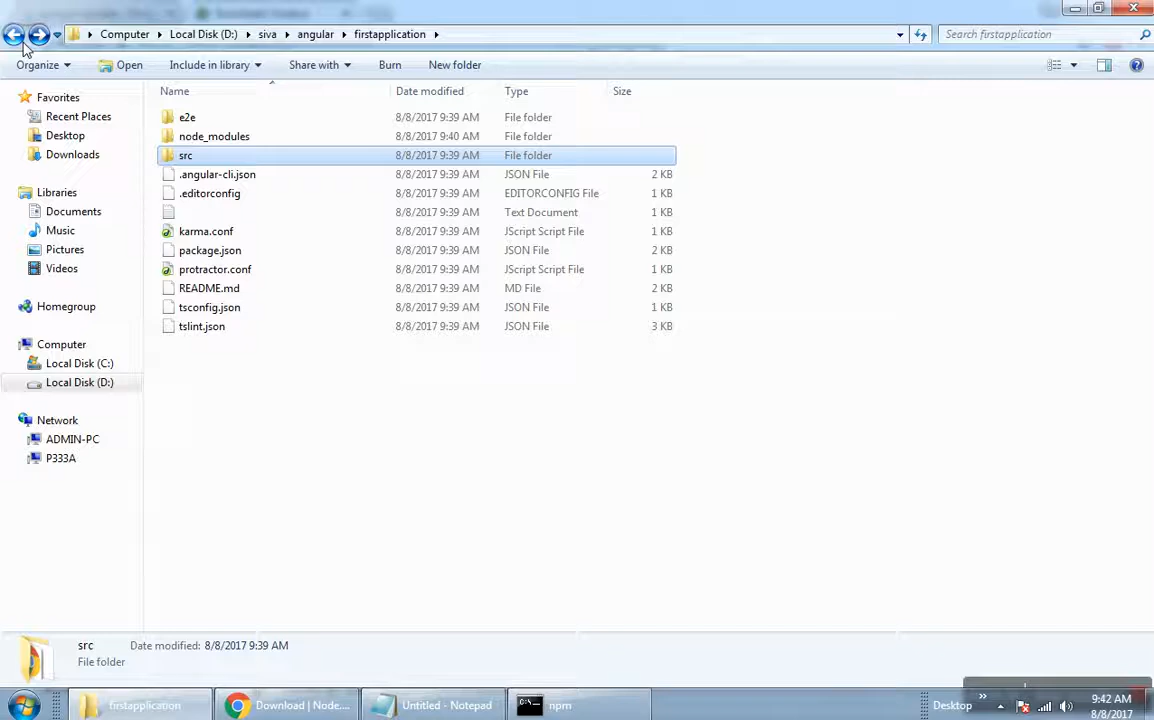 Computer Local Disk (D:) siva angular firstapplication
Search firstapplication
Organize Open Include in library Share with Burn New folder
Name Date modified Type Size
Favorites
Recent Places
Desktop
Downloads
Libraries
Documents
Music
Pictures
Videos
Homegroup
Computer
Local Disk (C:)
Local Disk (D:)
Network
ADMIN-PC
P333A
e2e 8/8/2017 9:39 AM File folder
node_modules 8/8/2017 9:40 AM File folder
src 8/8/2017 9:39 AM File folder
.angular-cli.json 8/8/2017 9:39 AM JSON File 2 KB
.editorconfig 8/8/2017 9:39 AM EDITORCONFIG File 1 KB
8/8/2017 9:39 AM Text Document 1 KB
karma.conf 8/8/2017 9:39 AM JScript Script File 1 KB
package.json 8/8/2017 9:39 AM JSON File 2 KB
protractor.conf 8/8/2017 9:39 AM JScript Script File 1 KB
README.md 8/8/2017 9:39 AM MD File 2 KB
tsconfig.json 8/8/2017 9:39 AM JSON File 1 KB
tslint.json 8/8/2017 9:39 AM JSON File 3 KB
src Date modified: 8/8/2017 9:39 AM
File folder
firstapplication
Download | Node....
Untitled - Notepad
C:\.
npm
Desktop
9:42 AM
8/8/2017